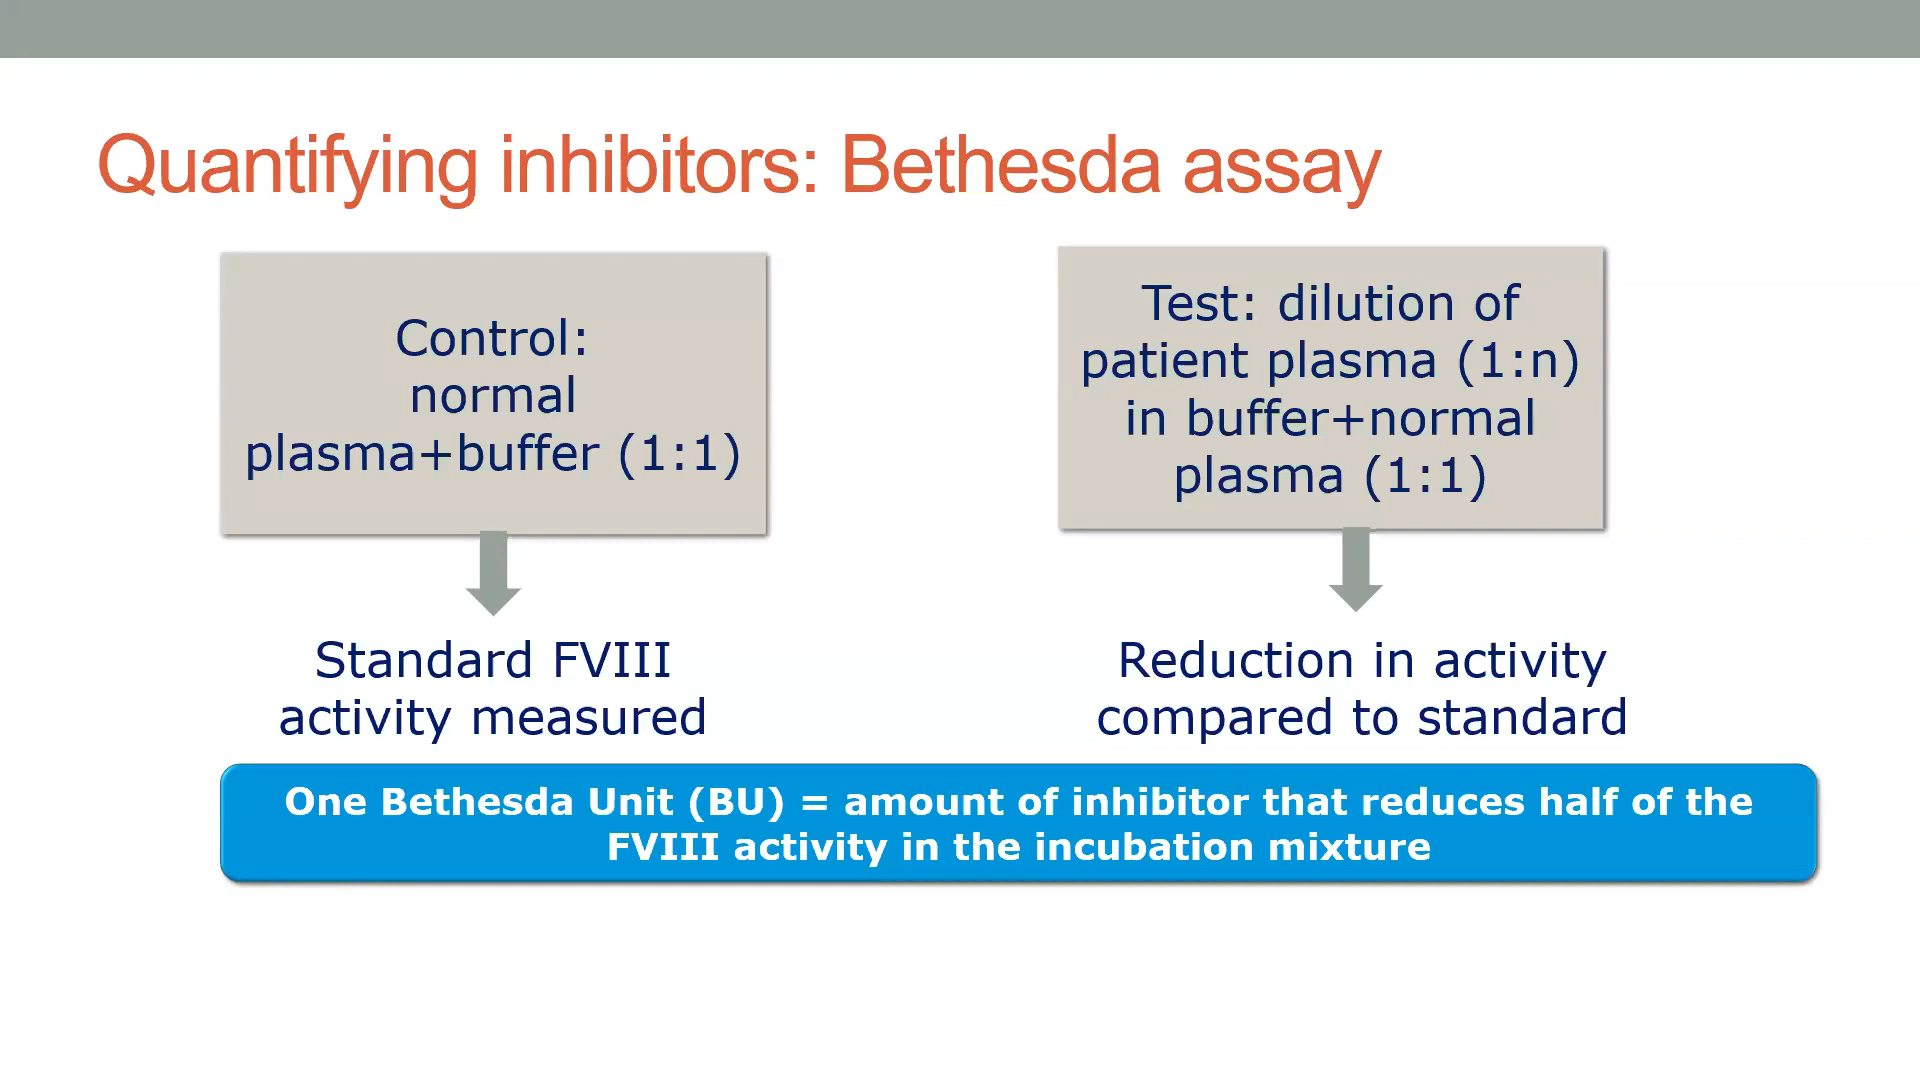 Quantifying inhibitors: Bethesda assay
Control:
normal
plasma+buffer (1:1)
Test: dilution of
patient plasma (1:n)
in buffer+normal
plasma (1:1)
Standard FVIII
activity measured
Reduction in activity
compared to standard
One Bethesda Unit (BU) = amount of inhibitor that reduces half of the
FVIII activity in the incubation mixture